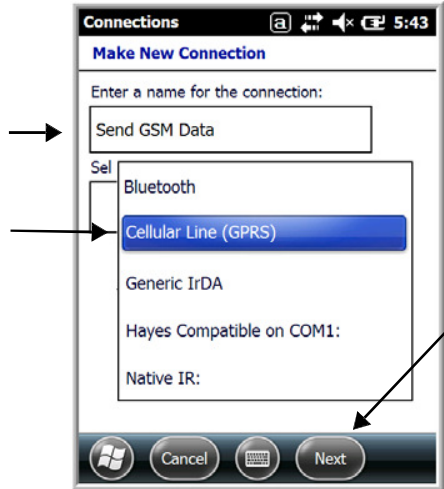 Connections a 5:43
Make New Connection
Enter a name for the connection:
Send GSM Data
Sel
Bluetooth
Cellular Line (GPRS)
Generic IrDA
Hayes Compatible on COM1:
Native IR:
Cancel Next